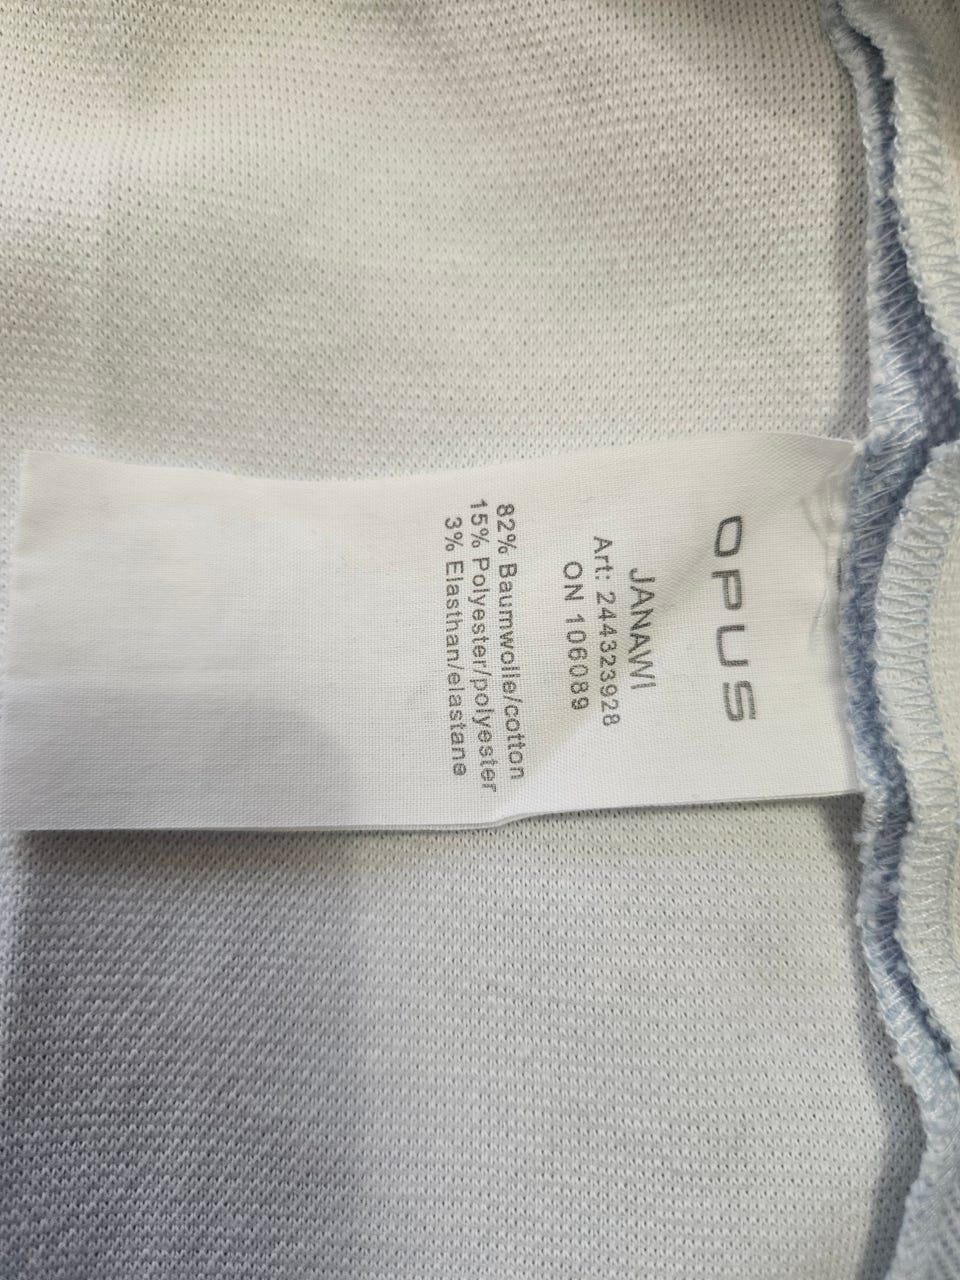 OPUS
JANAWI
Art: 244323928
ON 106089
82% Baumwolle/cotton
15% Polyester/polyester
3% Elasthan/elastane